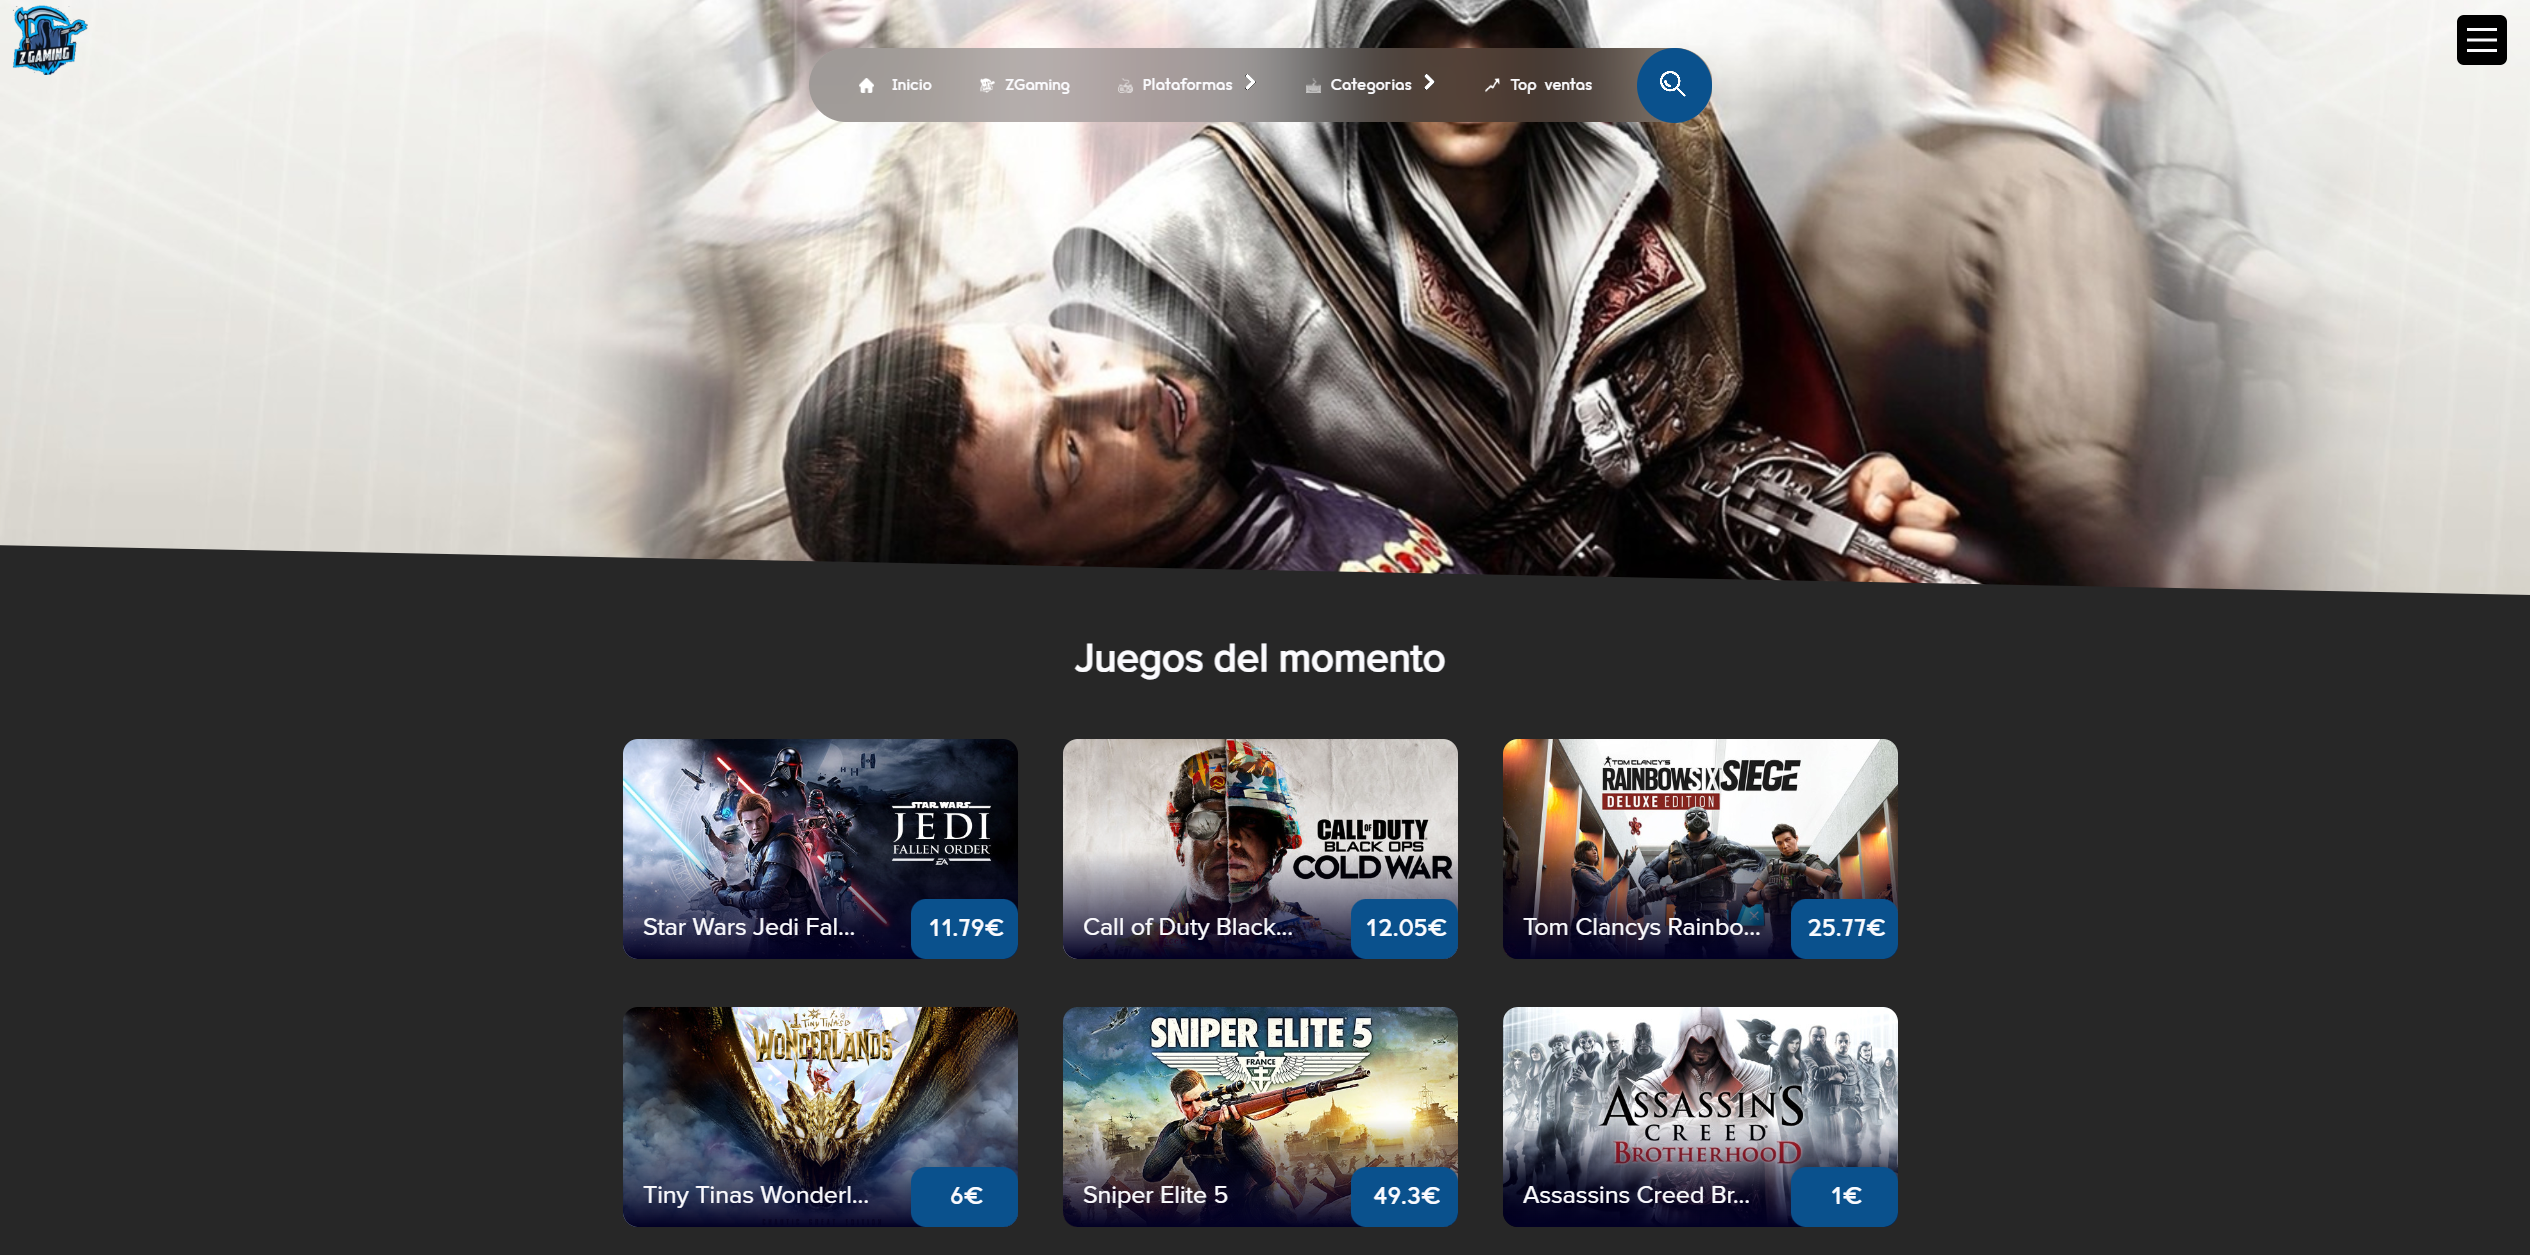 Z GAMING
Inicio
ZGaming
Plataformas
Categorias
Top ventas
Juegos del momento
STAR WARS
JEDI
FALLEN ORDER
EA
Star Wars Jedi Fal...
11.79€
CALL OF DUTY
BLACK OPS
COLD WAR
Call of Duty Black...
12.05€
TOM CLANCY'S
RAINBOW SIX SIEGE
DELUXE EDITION
Tom Clancys Rainbo...
25.77€
TINY TINA'S
WONDERLANDS
Tiny Tinas Wonderl...
6€
SNIPER ELITE 5
FRANCE
Sniper Elite 5
49.3€
ASSASSIN'S
CREED
BROTHERHOOD
Assassins Creed Br...
1€